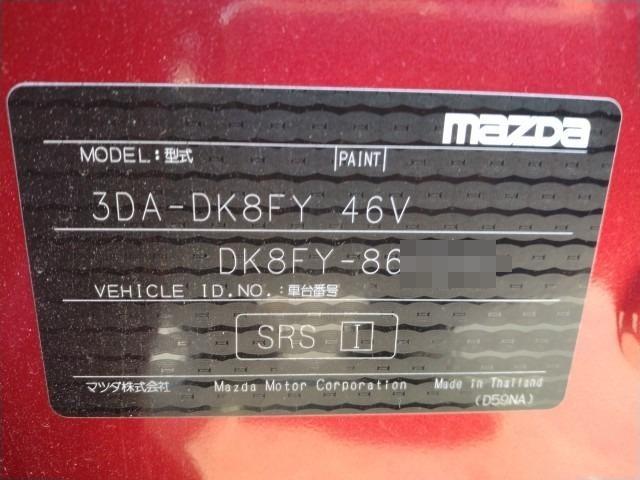 mazda
MODEL:型式 PAINT
3DA-DK8FY 46V
DK8FY-86
VEHICLE ID.NO.:車台番号
SRS I
マツダ株式会社 Mazda Motor Corporation Made in Thailand
(D59NA)